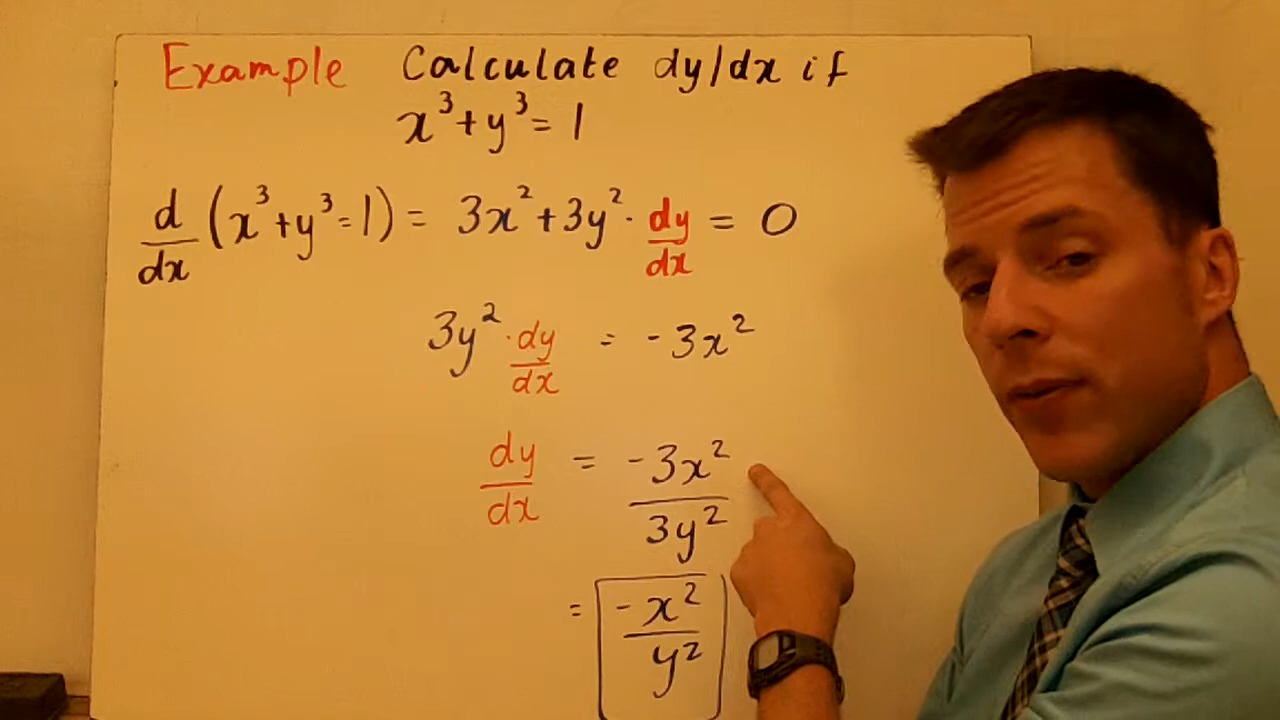 Example Calculate dy/dx if
x³+y³=1
d/dx (x³+y³=1) = 3x²+3y²· dy/dx = 0
3y²· dy/dx = -3x²
dy/dx = -3x²/3y²
= -x²/y²